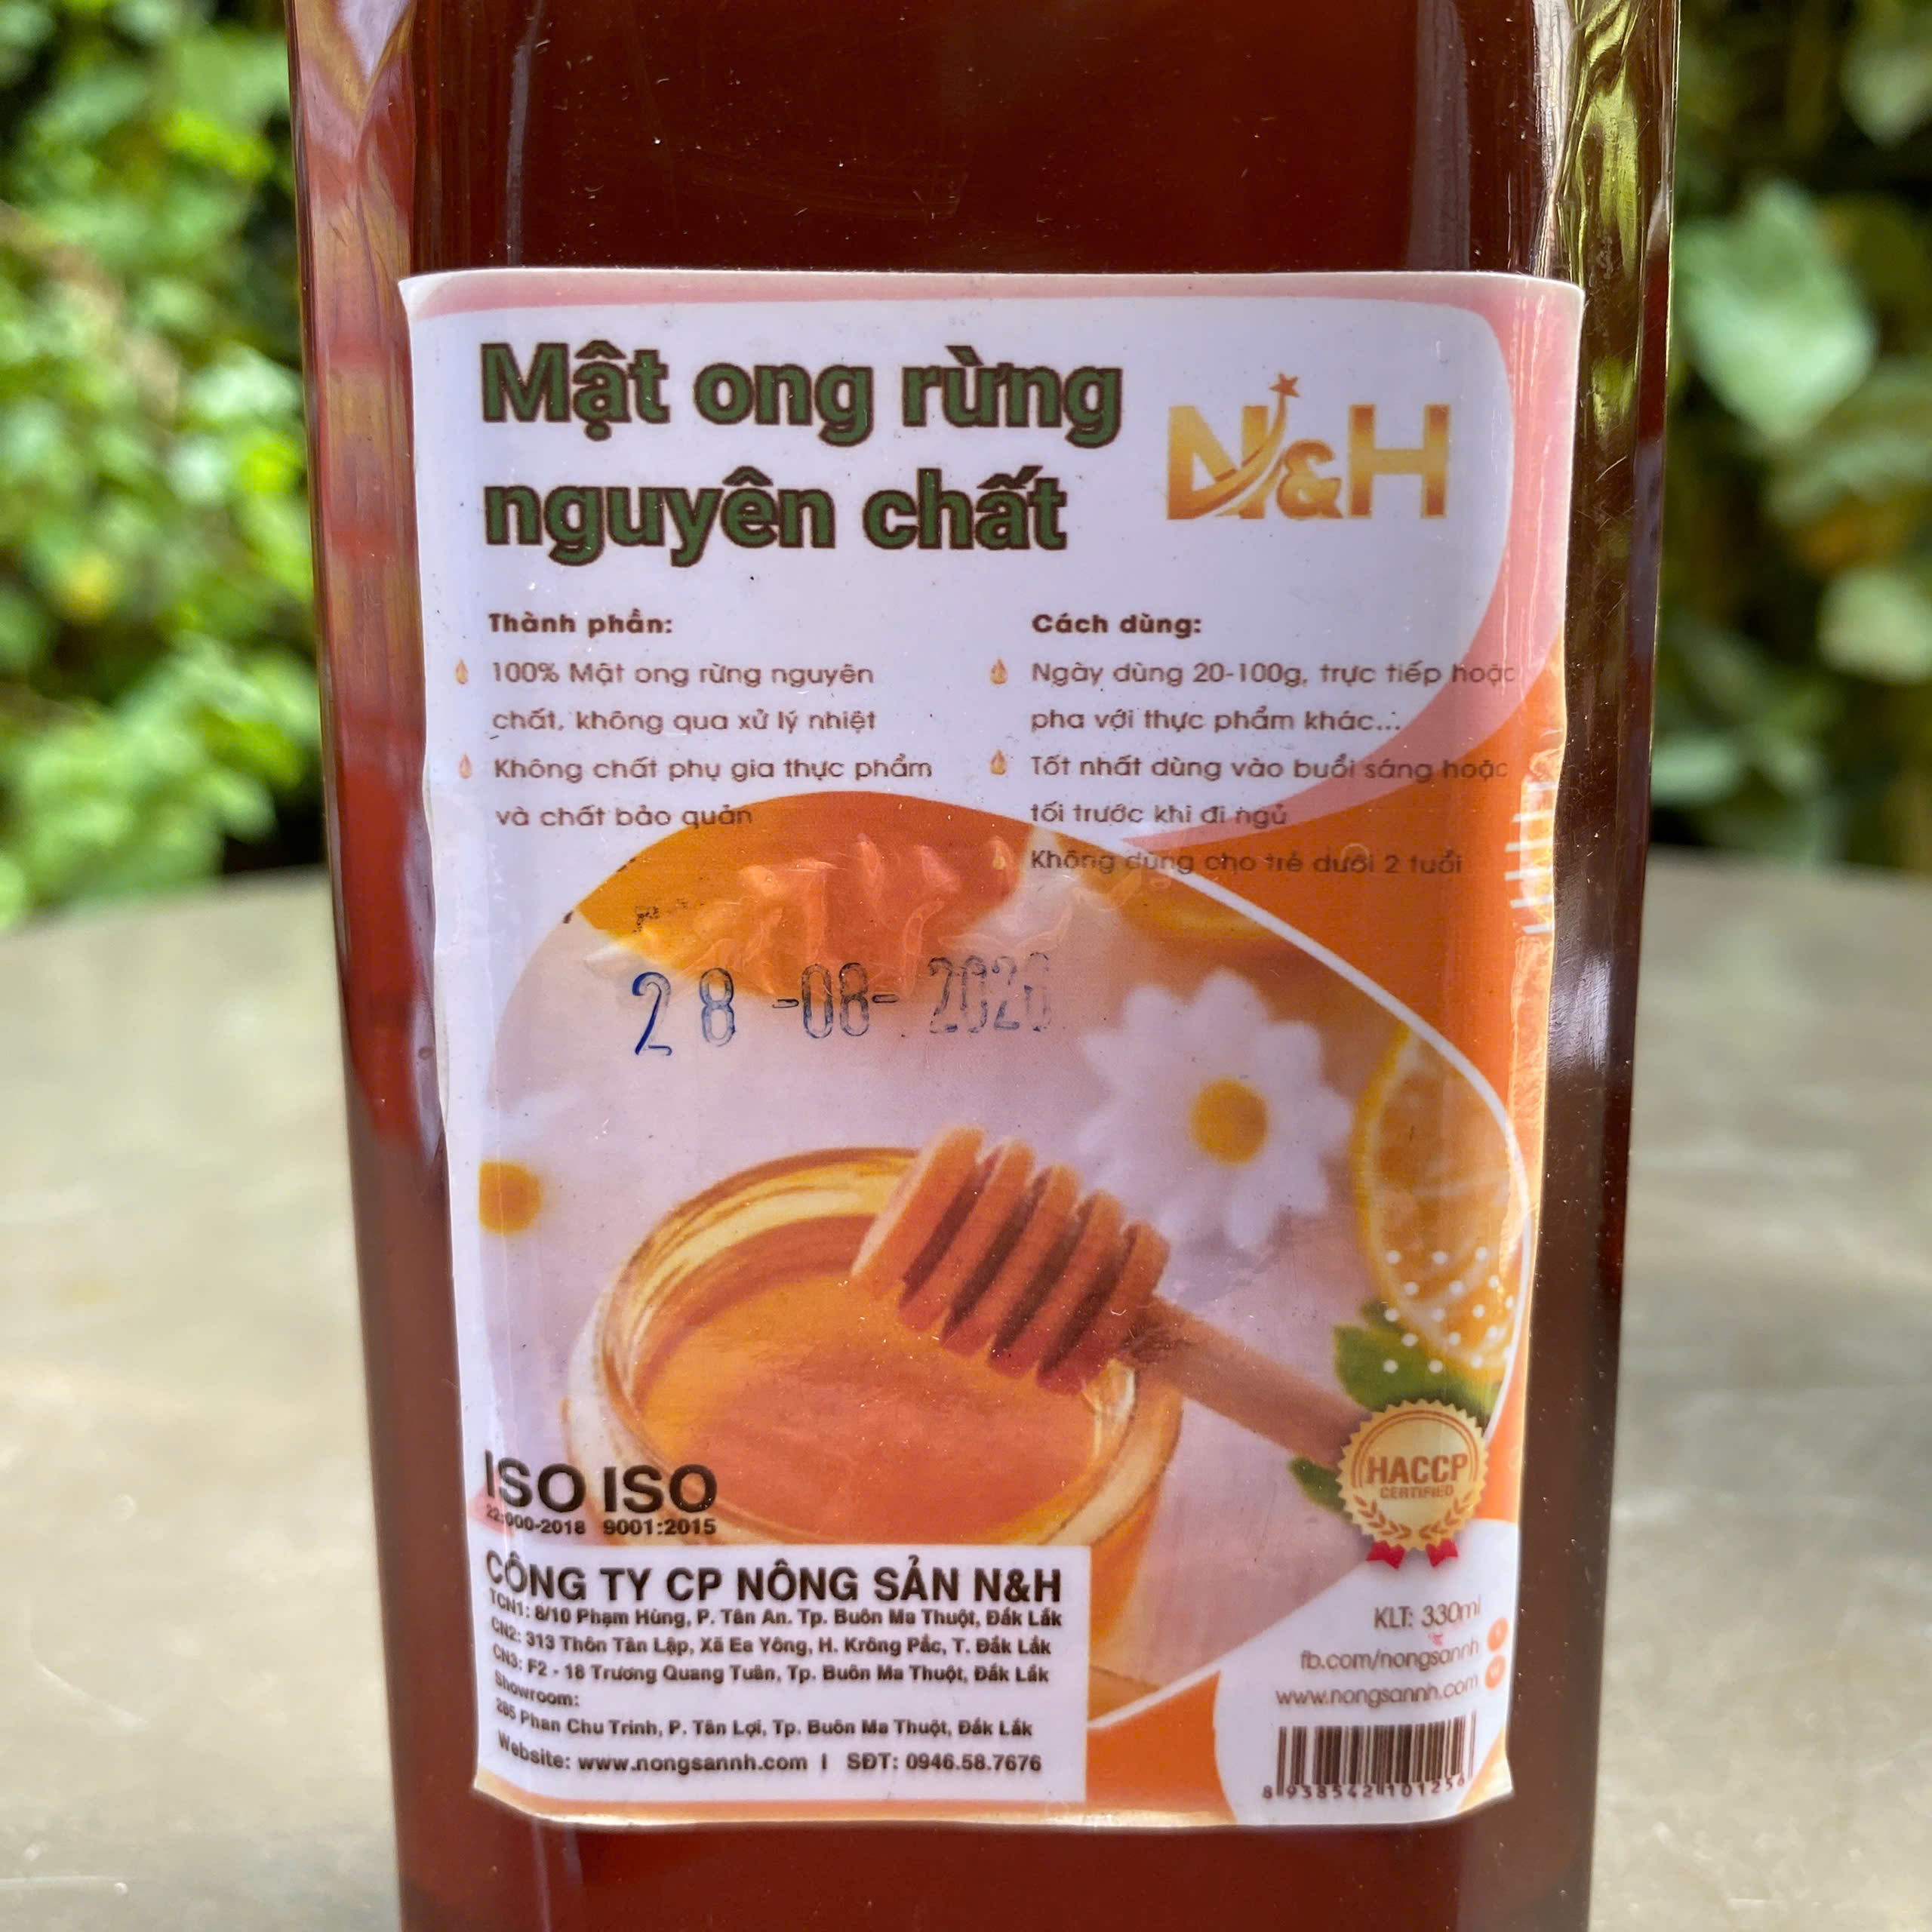 Mật ong rừng
nguyên chất
N&H
Thành phần:
100% Mật ong rừng nguyên
chất, không qua xử lý nhiệt
Không chất phụ gia thực phẩm
và chất bảo quản
Cách dùng:
Ngày dùng 20-100g, trực tiếp hoặc
pha với thực phẩm khác...
Tốt nhất dùng vào buổi sáng hoặc
tối trước khi đi ngủ
Không dùng cho trẻ dưới 2 tuổi
28 -08- 2026
ISO ISO
22:000-2018 9001:2015
HACCP
CERTIFIED
CÔNG TY CP NÔNG SẢN N&H
TCN1: 8/10 Phạm Hùng, P. Tân An. Tp. Buôn Ma Thuột, Đắk Lắk
CN2: 313 Thôn Tân Lập, Xã Ea Yông, H. Krông Pắc, T. Đắk Lắk
CN3: F2 - 18 Trương Quang Tuân, Tp. Buôn Ma Thuột, Đắk Lắk
Showroom:
285 Phan Chu Trinh, P. Tân Lợi, Tp. Buôn Ma Thuột, Đắk Lắk
Website: www.nongsannh.com I SĐT: 0946.58.7676
KLT: 330ml
fb.com/nongsannh
www.nongsannh.com
8 938542 101256